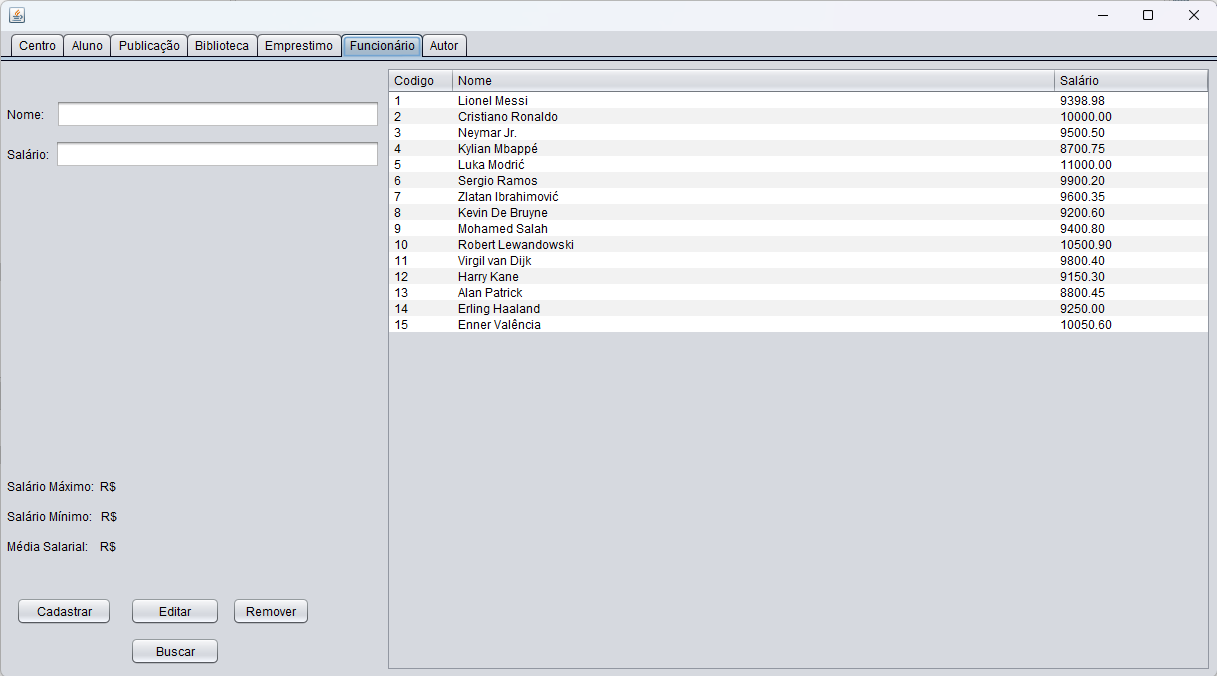 Centro Aluno Publicação Biblioteca Emprestimo Funcionário Autor
Nome:
Salário:
Salário Máximo: R$
Salário Mínimo: R$
Média Salarial: R$
Cadastrar Editar Remover
Buscar
Codigo Nome Salário
1 Lionel Messi 9398.98
2 Cristiano Ronaldo 10000.00
3 Neymar Jr. 9500.50
4 Kylian Mbappé 8700.75
5 Luka Modrić 11000.00
6 Sergio Ramos 9900.20
7 Zlatan Ibrahimović 9600.35
8 Kevin De Bruyne 9200.60
9 Mohamed Salah 9400.80
10 Robert Lewandowski 10500.90
11 Virgil van Dijk 9800.40
12 Harry Kane 9150.30
13 Alan Patrick 8800.45
14 Erling Haaland 9250.00
15 Enner Valência 10050.60